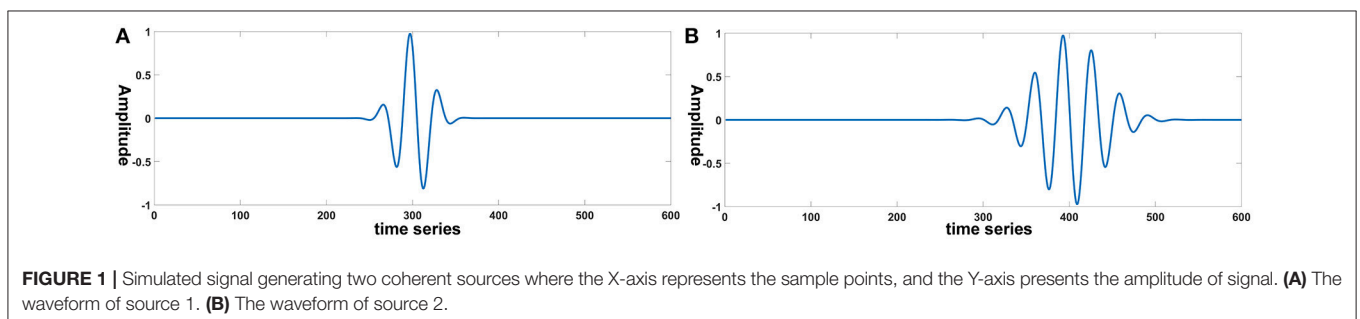 A
Amplitude
1
0.5
0
-0.5
-1
0 100 200 300 400 500 600
time series
B
Amplitude
1
0.5
0
-0.5
-1
0 100 200 300 400 500 600
time series
FIGURE 1 | Simulated signal generating two coherent sources where the X-axis represents the sample points, and the Y-axis presents the amplitude of signal. (A) The
waveform of source 1. (B) The waveform of source 2.